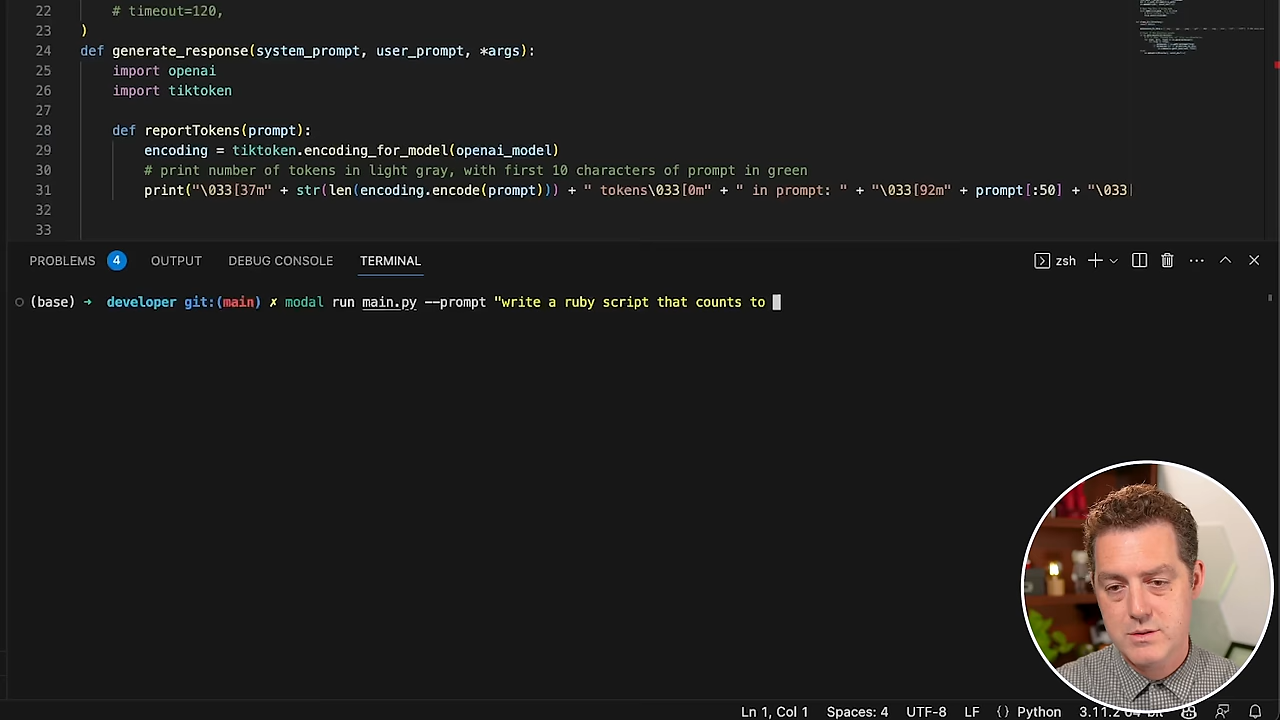 22 # timeout=120,
23 )
24 def generate_response(system_prompt, user_prompt, *args):
25 import openai
26 import tiktoken
27
28 def reportTokens(prompt):
29 encoding = tiktoken.encoding_for_model(openai_model)
30 # print number of tokens in light gray, with first 10 characters of prompt in green
31 print("\033[37m" + str(len(encoding.encode(prompt))) + " tokens\033[0m" + " in prompt: " + "\033[92m" + prompt[:50] + "\033[
32
33
PROBLEMS 4 OUTPUT DEBUG CONSOLE TERMINAL zsh
(base) ➜ developer git:(main) ✗ modal run main.py --prompt "write a ruby script that counts to
Ln 1, Col 1 Spaces: 4 UTF-8 LF {} Python 3.11.2 64-bit